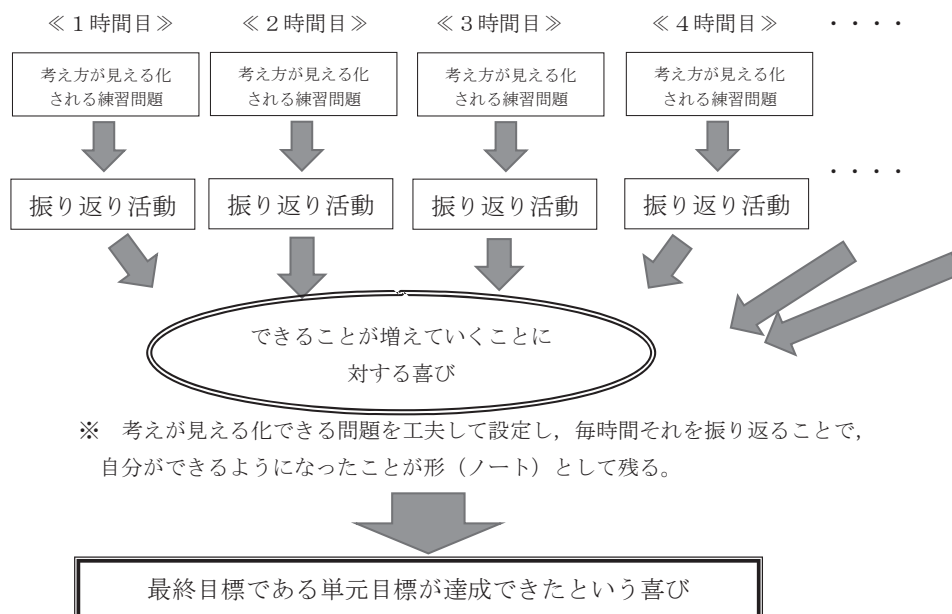 ≪１時間目≫　≪２時間目≫　≪３時間目≫　≪４時間目≫　・・・・
考え方が見える化
される練習問題
考え方が見える化
される練習問題
考え方が見える化
される練習問題
考え方が見える化
される練習問題
・・・・
振り返り活動
振り返り活動
振り返り活動
振り返り活動
できることが増えていくことに
対する喜び
※　考えが見える化できる問題を工夫して設定し，毎時間それを振り返ることで，
自分ができるようになったことが形（ノート）として残る。
最終目標である単元目標が達成できたという喜び